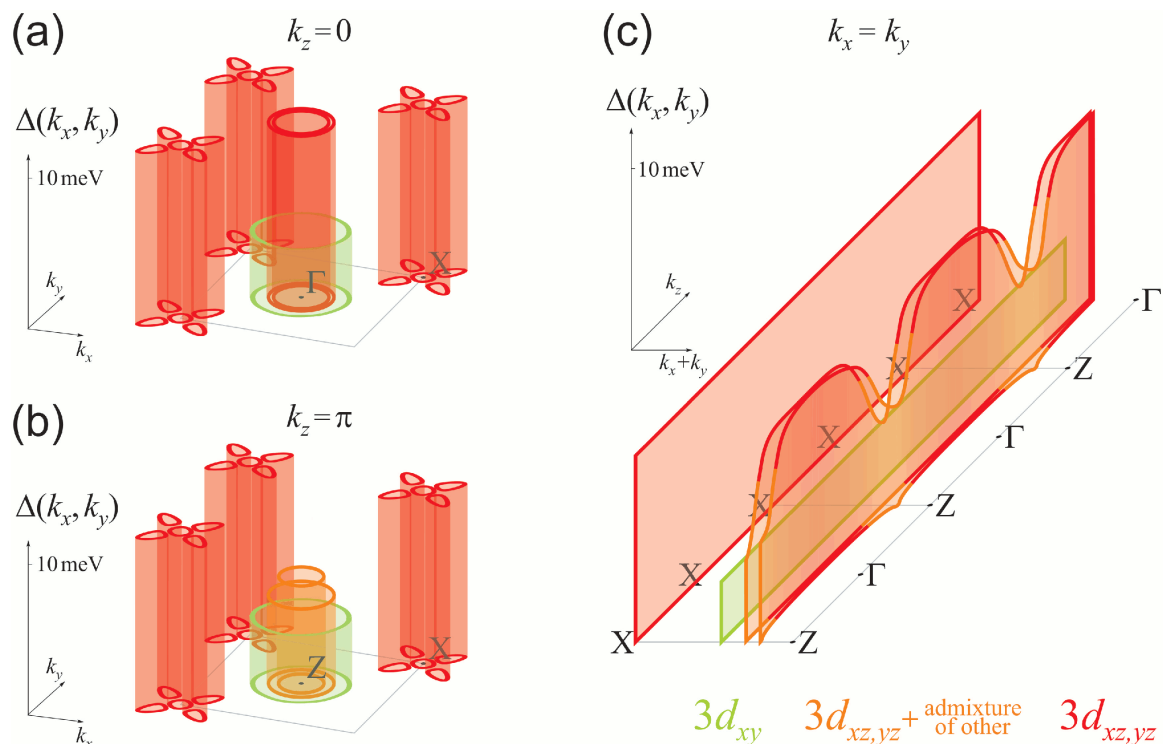 (a)
k_z = 0
Δ(k_x, k_y)
10 meV
k_y
k_x
Γ
X
(b)
k_z = π
Δ(k_x, k_y)
10 meV
k_y
k_x
Z
X
(c)
k_x = k_y
Δ(k_x, k_y)
10 meV
k_z
k_x+k_y
X
Γ
X
Z
X
Γ
X
Z
X
Γ
X
Z
3d_xy
3d_xz,yz + admixture of other
3d_xz,yz